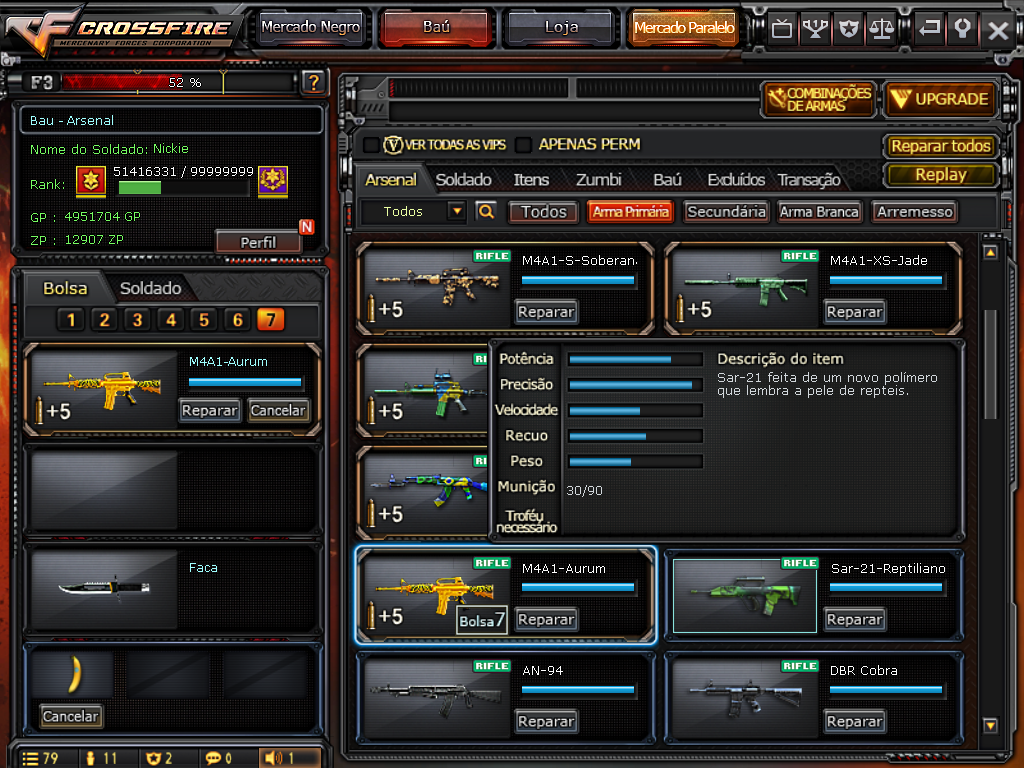 CROSSFIRE
MERCENARY FORCES CORPORATION
Mercado Negro
Baú
Loja
Mercado Paralelo
F3
52 %
?
COMBINAÇÕES
DE ARMAS
UPGRADE
Bau - Arsenal
Nome do Soldado: Nickie
Rank:
51416331 / 99999999
GP : 4951704 GP
ZP : 12907 ZP
N
Perfil
V VER TODAS AS VIPS
APENAS PERM
Reparar todos
Replay
Arsenal
Soldado
Itens
Zumbi
Baú
Excluídos
Transação
Todos
Todos
Arma Primária
Secundária
Arma Branca
Arremesso
Bolsa
Soldado
1 2 3 4 5 6 7
M4A1-Aurum
+5
Reparar
Cancelar
Faca
Cancelar
RIFLE
M4A1-S-Soberan
+5
Reparar
RIFLE
M4A1-XS-Jade
+5
Reparar
RI
+5
RI
+5
Potência
Precisão
Velocidade
Recuo
Peso
Munição
30/90
Troféu
necessário
Descrição do item
Sar-21 feita de um novo polímero
que lembra a pele de repteis.
RIFLE
M4A1-Aurum
+5
Bolsa7
Reparar
RIFLE
Sar-21-Reptiliano
Reparar
RIFLE
AN-94
Reparar
RIFLE
DBR Cobra
Reparar
79
11
2
0
1